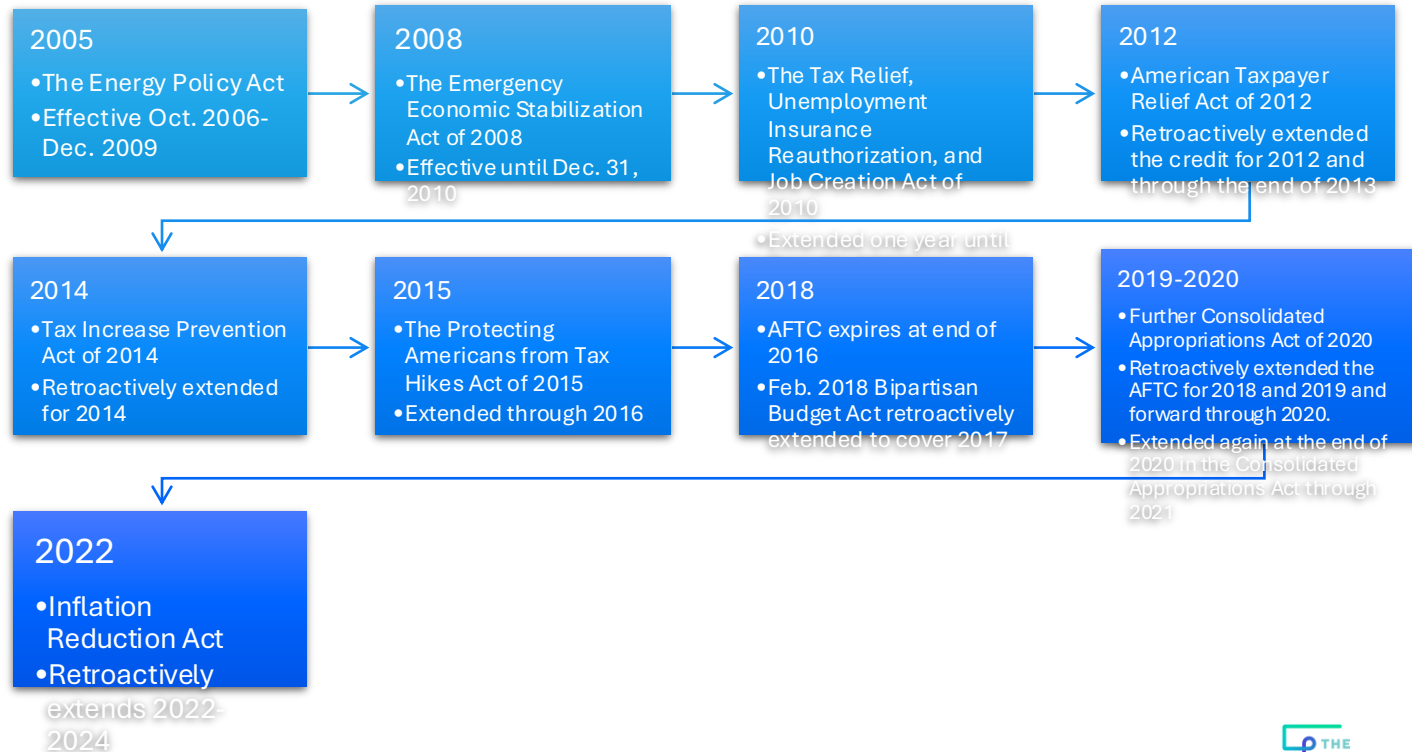 2005
•The Energy Policy Act
•Effective Oct. 2006-
Dec. 2009
2008
•The Emergency
Economic Stabilization
Act of 2008
•Effective until Dec. 31,
2010
2010
•The Tax Relief,
Unemployment
Insurance
Reauthorization, and
Job Creation Act of
2010
•Extended one year until
2012
•American Taxpayer
Relief Act of 2012
•Retroactively extended
the credit for 2012 and
through the end of 2013
2014
•Tax Increase Prevention
Act of 2014
•Retroactively extended
for 2014
2015
•The Protecting
Americans from Tax
Hikes Act of 2015
•Extended through 2016
2018
•AFTC expires at end of
2016
•Feb. 2018 Bipartisan
Budget Act retroactively
extended to cover 2017
2019-2020
•Further Consolidated
Appropriations Act of 2020
•Retroactively extended the
AFTC for 2018 and 2019 and
forward through 2020.
•Extended again at the end of
2020 in the Consolidated
Appropriations Act through
2021
2022
•Inflation
Reduction Act
•Retroactively
extends 2022-
2024
THE